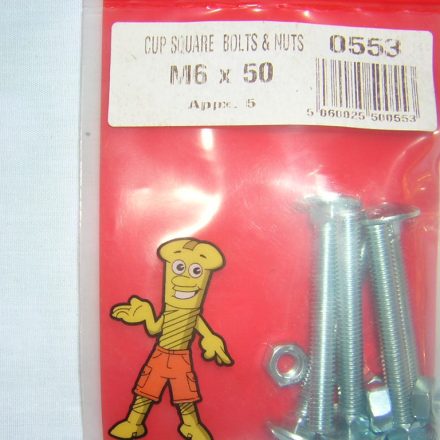 CUP SQUARE BOLTS & NUTS 0553
M6 x 50
Appx. 5
5 060025 500553